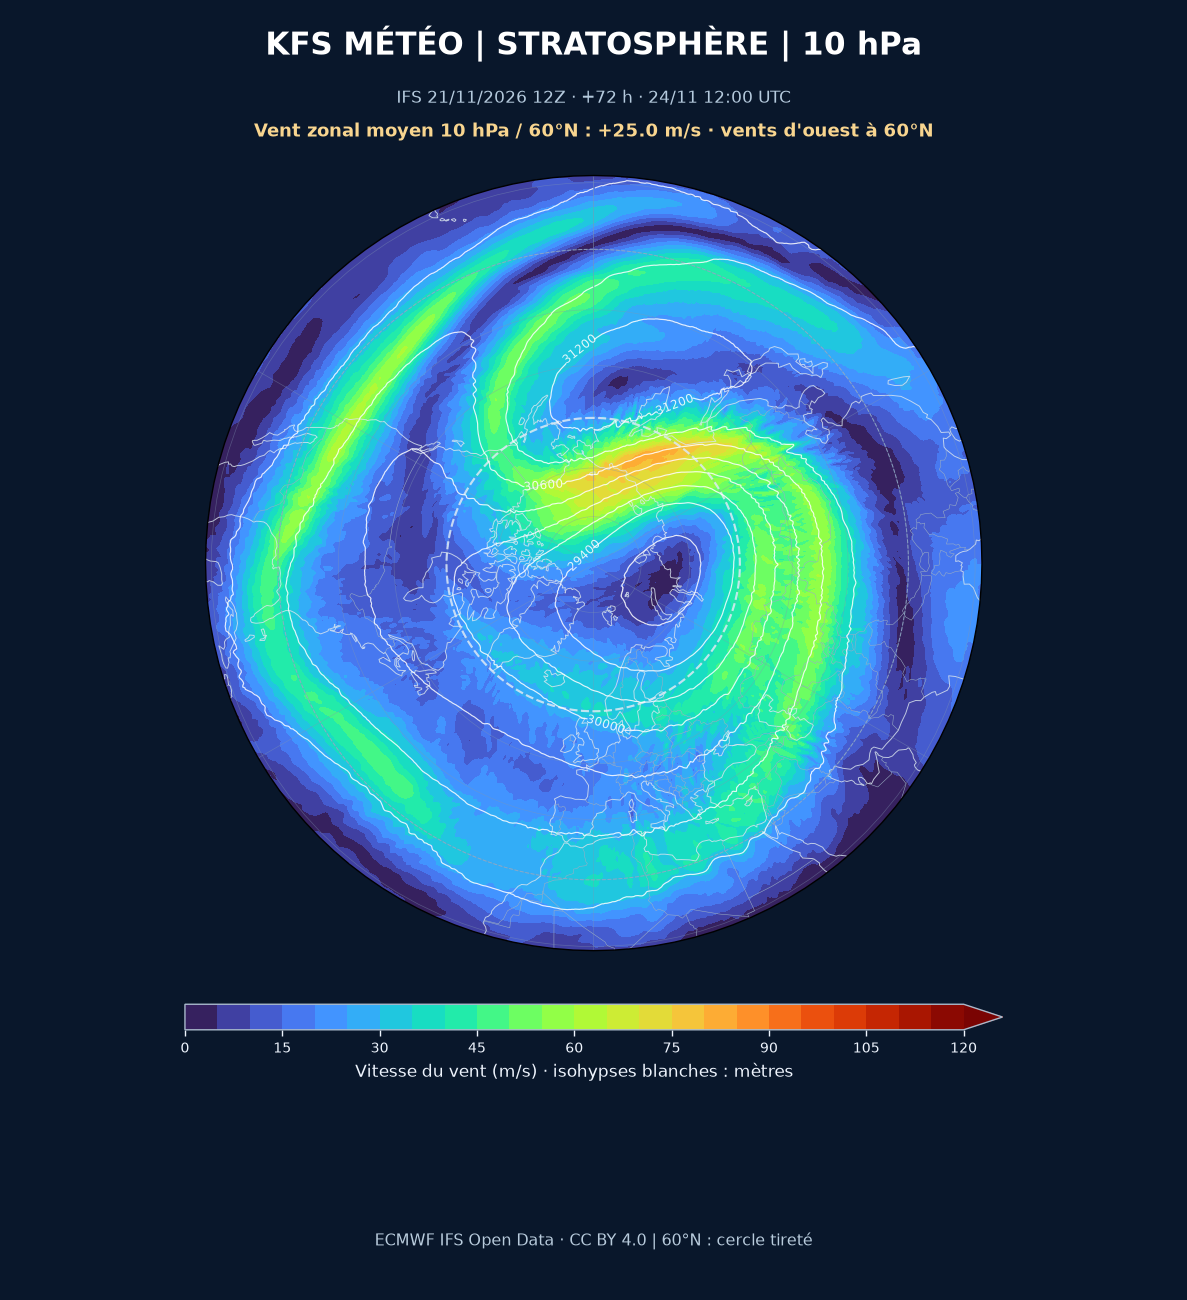 KFS MÉTÉO | STRATOSPHÈRE | 10 hPa
IFS 21/11/2026 12Z · +72 h · 24/11 12:00 UTC
Vent zonal moyen 10 hPa / 60°N : +25.0 m/s · vents d'ouest à 60°N
31200
31200
30600
29400
30000
0 15 30 45 60 75 90 105 120
Vitesse du vent (m/s) · isohypses blanches : mètres
ECMWF IFS Open Data · CC BY 4.0 | 60°N : cercle tireté